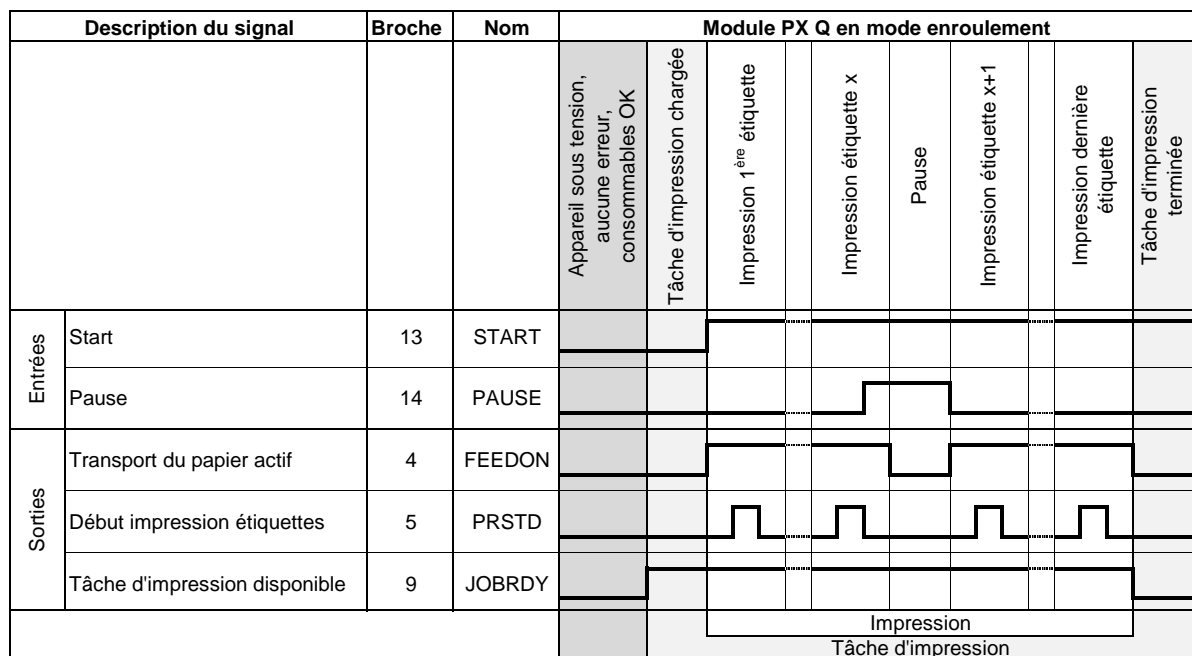 Description du signal Broche Nom Module PX Q en mode enroulement
Appareil sous tension,
aucune erreur,
consommables OK
Tâche d'impression chargée
Impression 1ère étiquette
Impression étiquette x
Pause
Impression étiquette x+1
Impression dernière
étiquette
Tâche d'impression
terminée
Entrées
Start 13 START
Pause 14 PAUSE
Sorties
Transport du papier actif 4 FEEDON
Début impression étiquettes 5 PRSTD
Tâche d'impression disponible 9 JOBRDY
Impression
Tâche d'impression